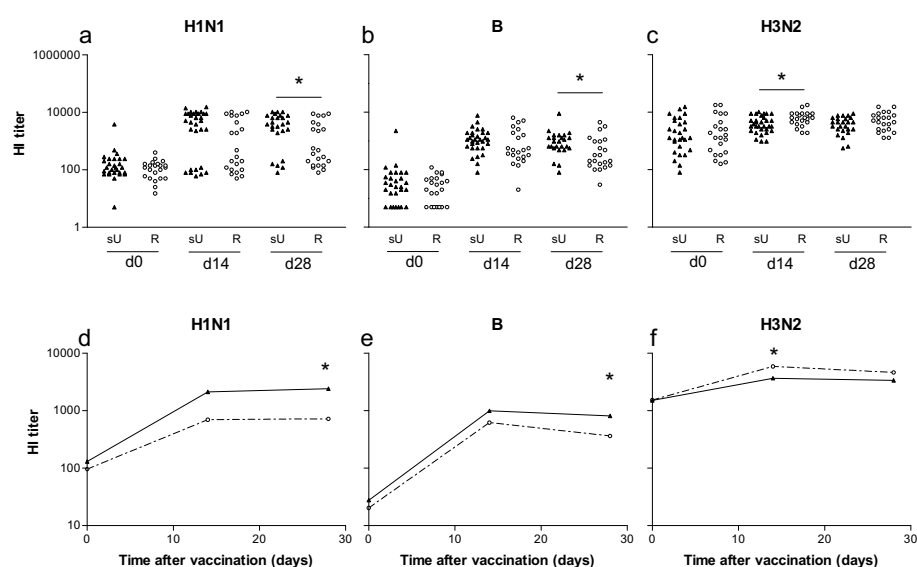 H1N1 B H3N2
a b c
1000000
10000
100
1
HI titer
* * *
sU R sU R sU R sU R sU R sU R sU R sU R sU R
d0 d14 d28 d0 d14 d28 d0 d14 d28
H1N1 B H3N2
d e f
10000
1000
100
10
HI titer
* * *
0 10 20 30 0 10 20 30 0 10 20 30
Time after vaccination (days) Time after vaccination (days) Time after vaccination (days)